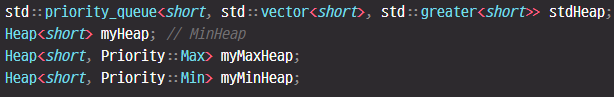 std::priority_queue<short, std::vector<short>, std::greater<short>> stdHeap;
Heap<short> myHeap; // MinHeap
Heap<short, Priority::Max> myMaxHeap;
Heap<short, Priority::Min> myMinHeap;